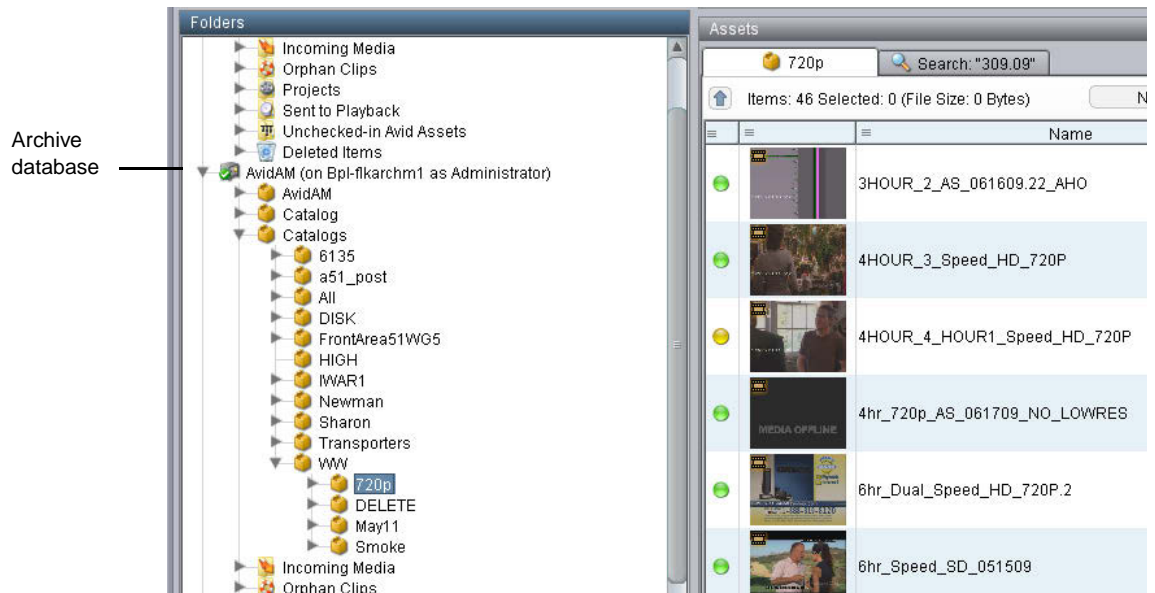 Archive
database
Folders
Incoming Media
Orphan Clips
Projects
Sent to Playback
Unchecked-in Avid Assets
Deleted Items
AvidAM (on Bpl-flkarchm1 as Administrator)
AvidAM
Catalog
Catalogs
6135
a51_post
All
DISK
FrontArea51WG5
HIGH
IWAR1
Newman
Sharon
Transporters
WW
720p
DELETE
May11
Smoke
Incoming Media
Orphan Clips
Assets
720p
Search: "309.09"
Items: 46 Selected: 0 (File Size: 0 Bytes)
N
Name
3HOUR_2_AS_061609.22_AHO
4HOUR_3_Speed_HD_720P
4HOUR_4_HOUR1_Speed_HD_720P
MEDIA OFFLINE
4hr_720p_AS_061709_NO_LOWRES
6hr_Dual_Speed_HD_720P.2
6hr_Speed_SD_051509